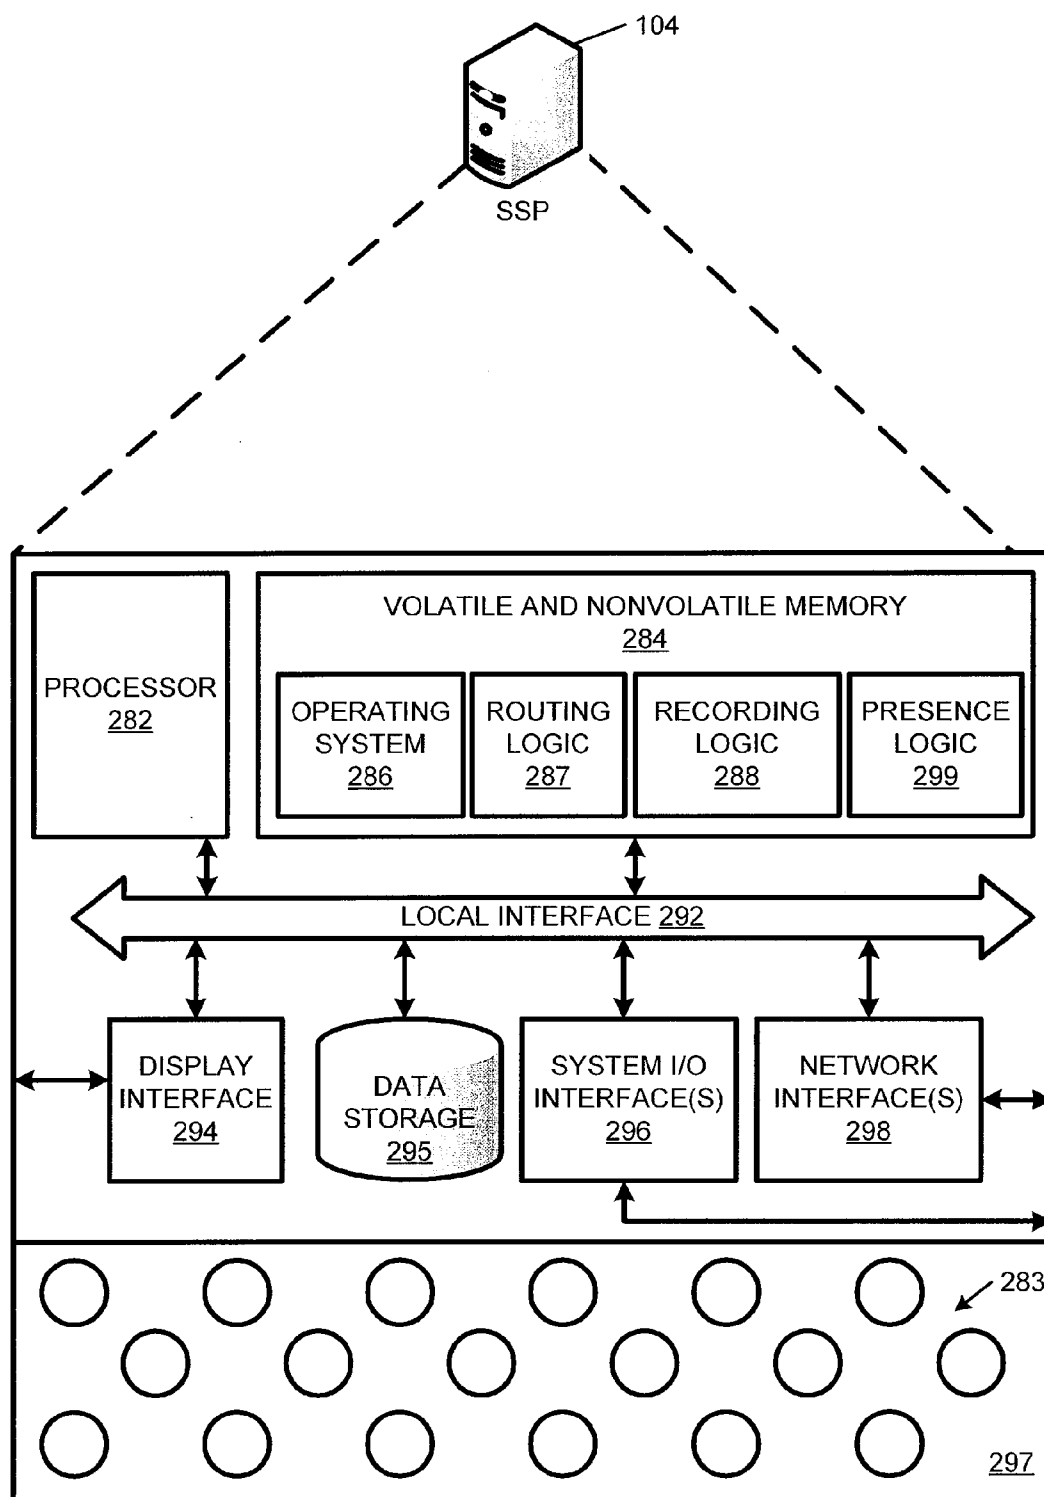 104
SSP
VOLATILE AND NONVOLATILE MEMORY
284
PROCESSOR
282
OPERATING
SYSTEM
286
ROUTING
LOGIC
287
RECORDING
LOGIC
288
PRESENCE
LOGIC
299
LOCAL INTERFACE 292
DISPLAY
INTERFACE
294
DATA
STORAGE
295
SYSTEM I/O
INTERFACE(S)
296
NETWORK
INTERFACE(S)
298
283
297